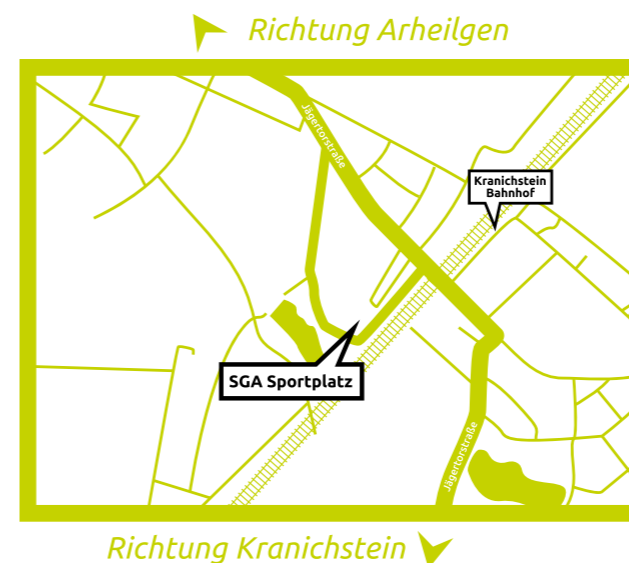 Richtung Arheilgen
Jägertorstraße
Kranichstein
Bahnhof
SGA Sportplatz
Jägertorstraße
Richtung Kranichstein